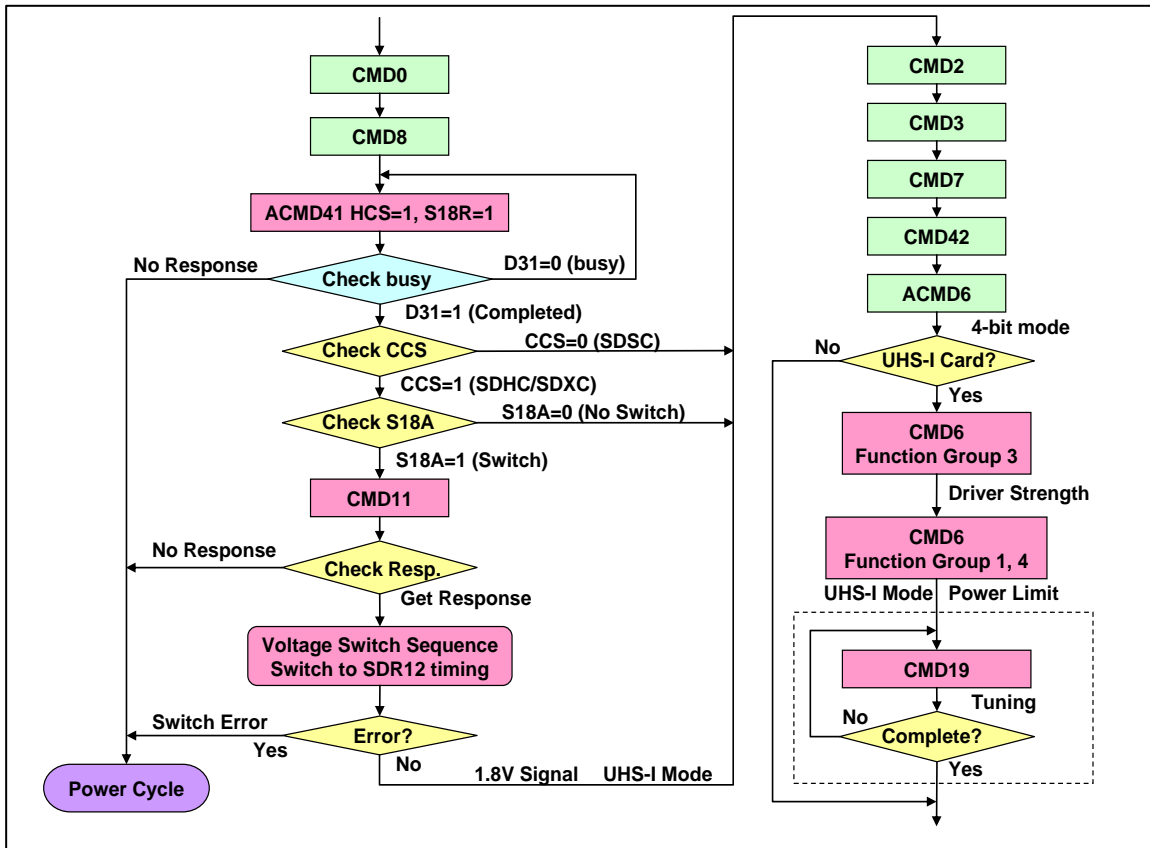 CMD0
CMD8
ACMD41 HCS=1, S18R=1
No Response
Check busy
D31=0 (busy)
D31=1 (Completed)
Check CCS
CCS=0 (SDSC)
CCS=1 (SDHC/SDXC)
Check S18A
S18A=0 (No Switch)
S18A=1 (Switch)
CMD11
No Response
Check Resp.
Get Response
Voltage Switch Sequence
Switch to SDR12 timing
Switch Error
Yes
Error?
No
Power Cycle
1.8V Signal UHS-I Mode
CMD2
CMD3
CMD7
CMD42
ACMD6
4-bit mode
No
UHS-I Card?
Yes
CMD6
Function Group 3
Driver Strength
CMD6
Function Group 1, 4
UHS-I Mode Power Limit
CMD19
Tuning
No
Complete?
Yes